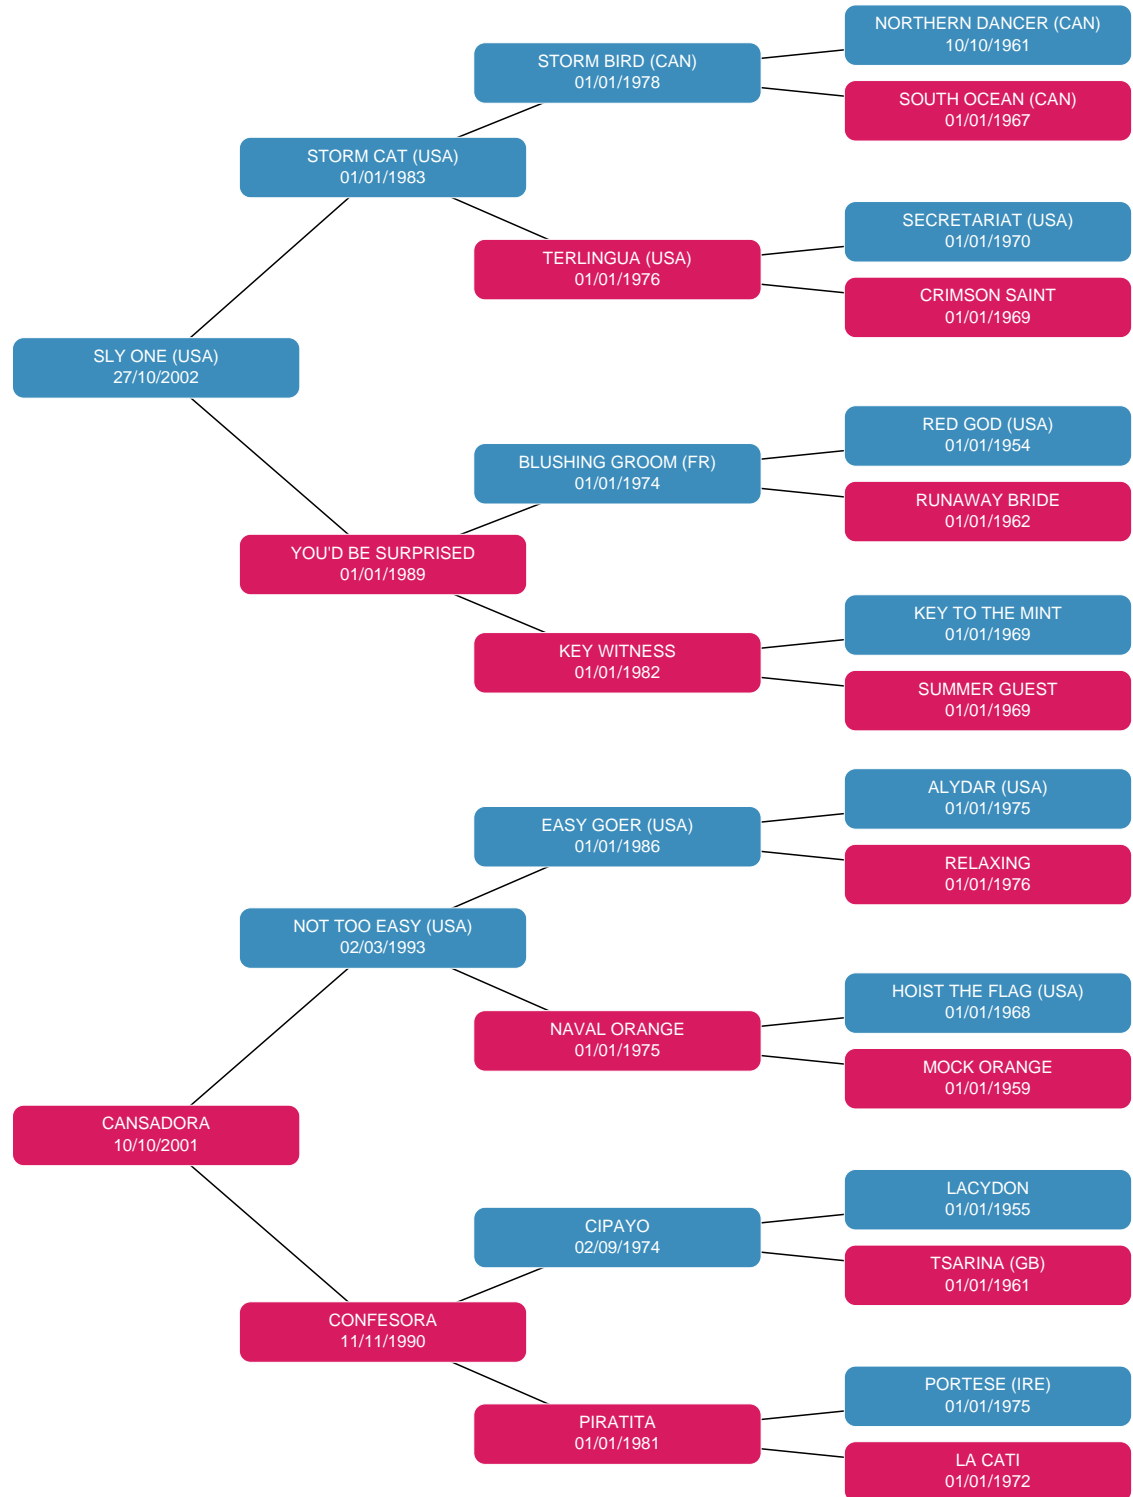 NORTHERN DANCER (CAN)
10/10/1961
STORM BIRD (CAN)
01/01/1978
SOUTH OCEAN (CAN)
01/01/1967
STORM CAT (USA)
01/01/1983
SECRETARIAT (USA)
01/01/1970
TERLINGUA (USA)
01/01/1976
CRIMSON SAINT
01/01/1969
SLY ONE (USA)
27/10/2002
RED GOD (USA)
01/01/1954
BLUSHING GROOM (FR)
01/01/1974
RUNAWAY BRIDE
01/01/1962
YOU'D BE SURPRISED
01/01/1989
KEY TO THE MINT
01/01/1969
KEY WITNESS
01/01/1982
SUMMER GUEST
01/01/1969
ALYDAR (USA)
01/01/1975
EASY GOER (USA)
01/01/1986
RELAXING
01/01/1976
NOT TOO EASY (USA)
02/03/1993
HOIST THE FLAG (USA)
01/01/1968
NAVAL ORANGE
01/01/1975
MOCK ORANGE
01/01/1959
CANSADORA
10/10/2001
LACYDON
01/01/1955
CIPAYO
02/09/1974
TSARINA (GB)
01/01/1961
CONFESORA
11/11/1990
PORTESE (IRE)
01/01/1975
PIRATITA
01/01/1981
LA CATI
01/01/1972